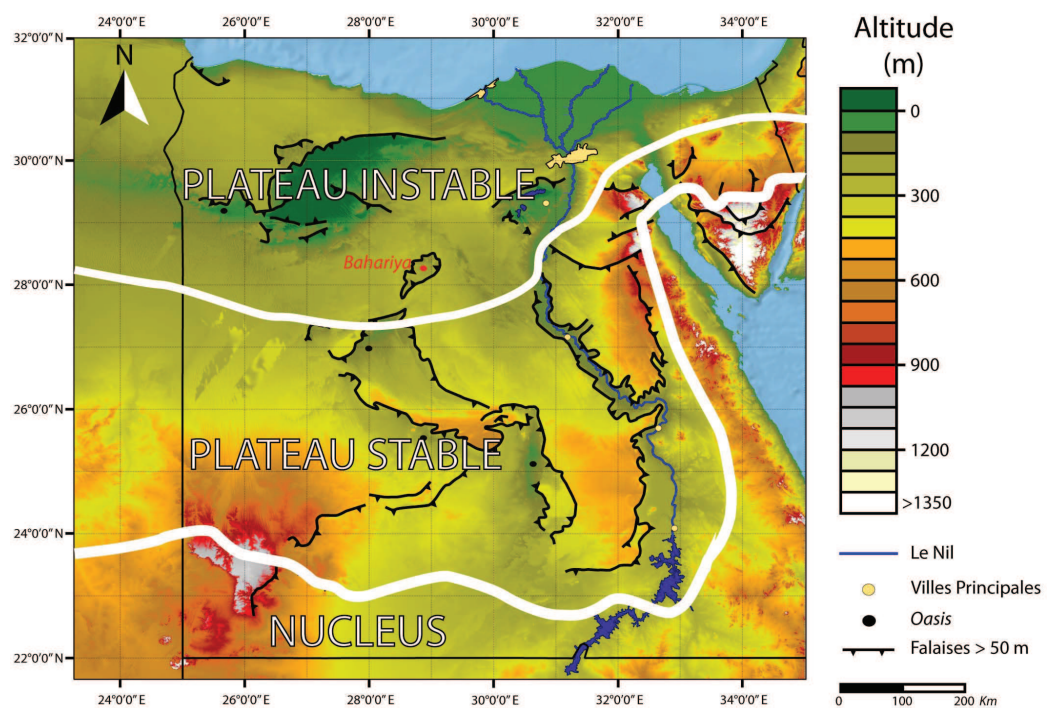 24°0'0"E 26°0'0"E 28°0'0"E 30°0'0"E 32°0'0"E 34°0'0"E
32°0'0"N
30°0'0"N
28°0'0"N
26°0'0"N
24°0'0"N
22°0'0"N
N
PLATEAU INSTABLE
Bahariya
PLATEAU STABLE
NUCLEUS
24°0'0"E 26°0'0"E 28°0'0"E 30°0'0"E 32°0'0"E 34°0'0"E
Altitude
(m)
0
300
600
900
1200
>1350
Le Nil
Villes Principales
Oasis
Falaises > 50 m
0 100 200 Km